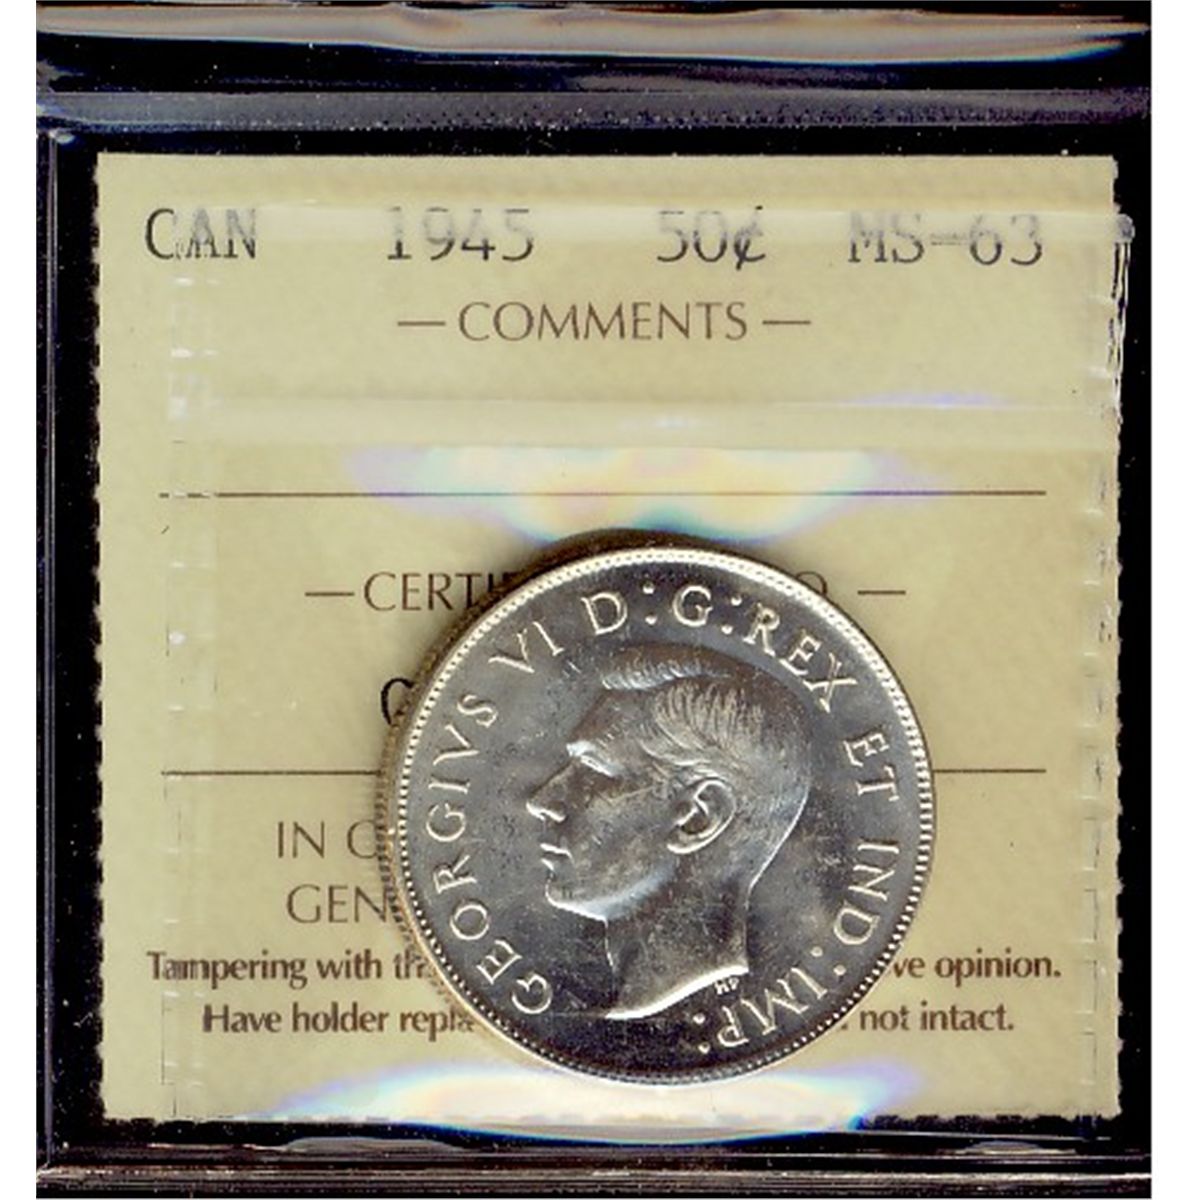 CAN 1945 50¢ MS-63
— COMMENTS —
— CERTI O —
G
IN C
GEN
Tampering with th ve opinion.
Have holder repla not intact.
GEORGIVS VI D:G:REX ET IND:IMP:
HP